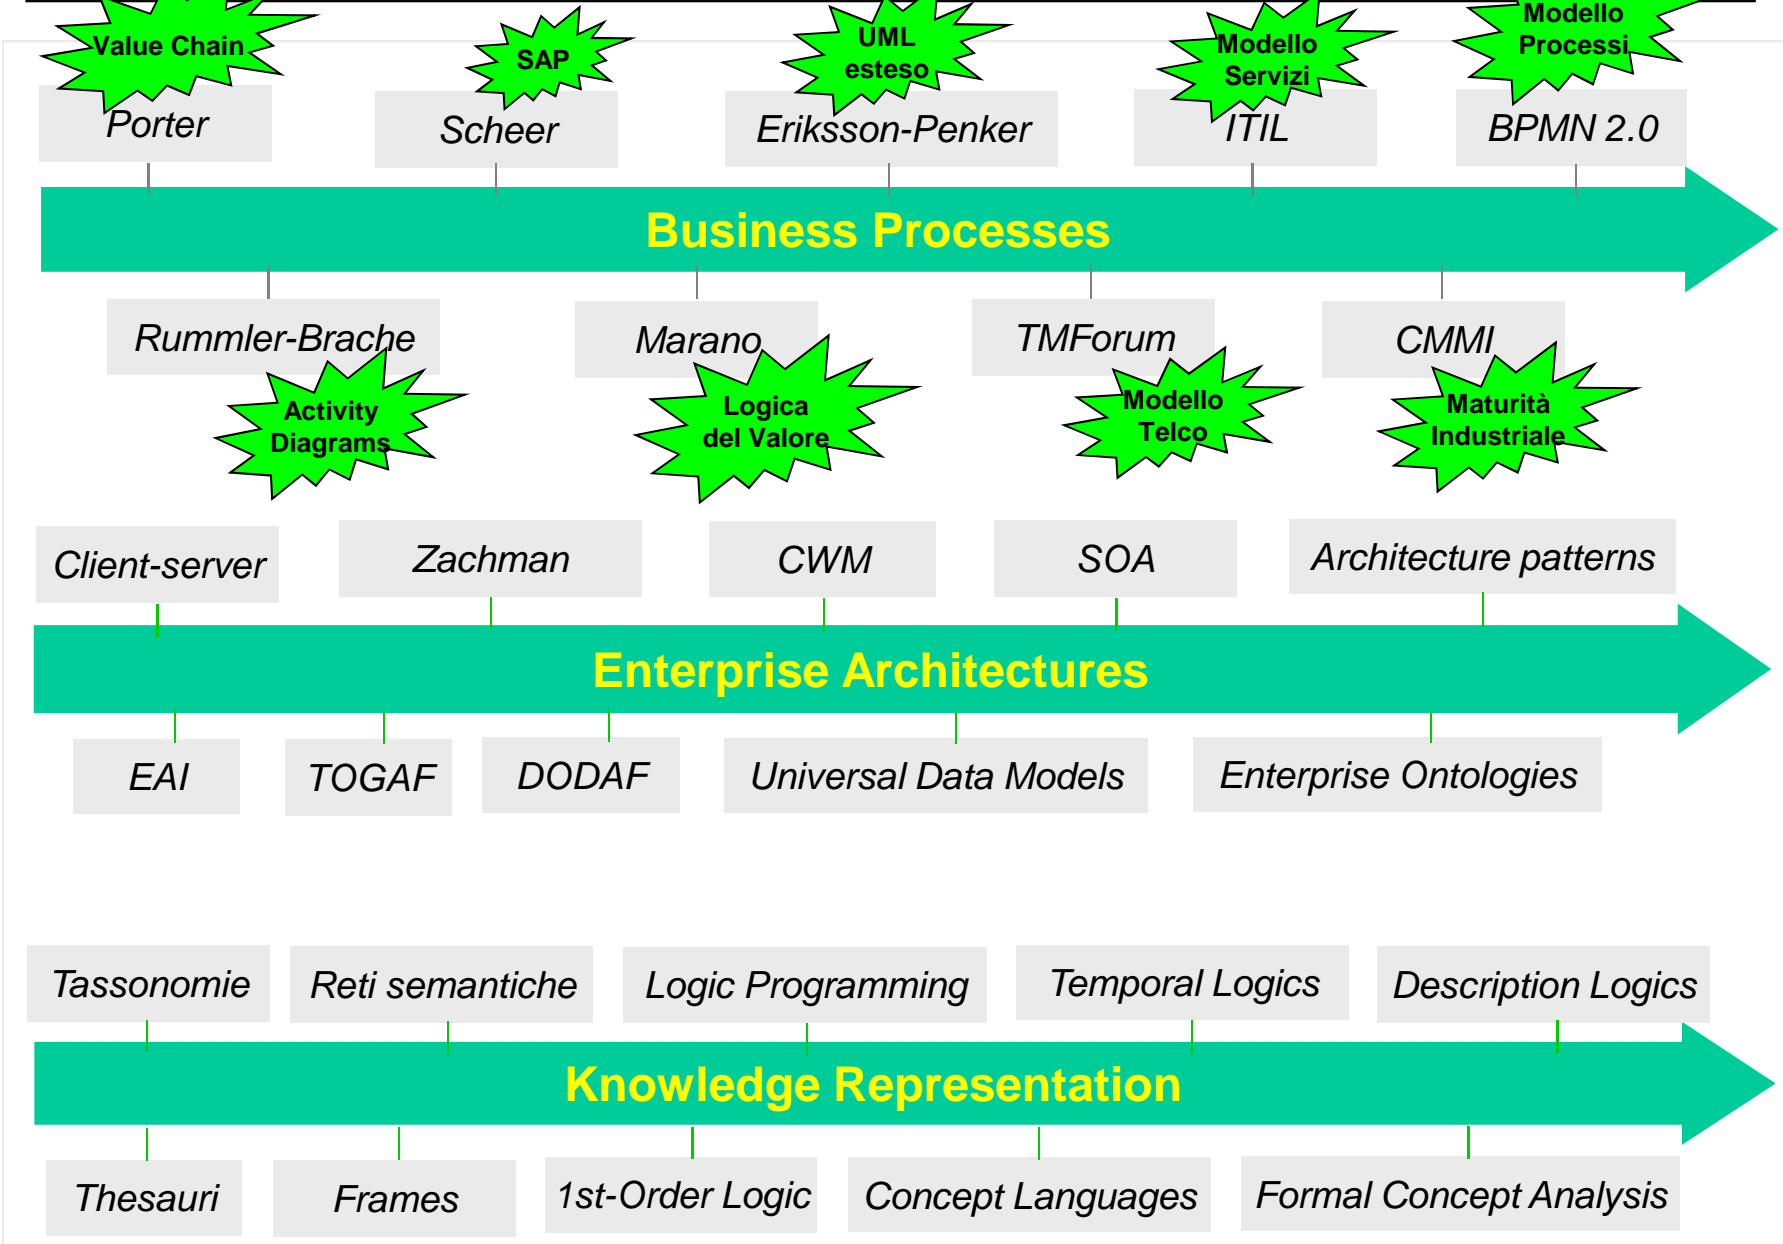 Value Chain
SAP
UML
esteso
Modello
Servizi
Modello
Processi
Porter
Scheer
Eriksson-Penker
ITIL
BPMN 2.0
Business Processes
Rummler-Brache
Marano
TMForum
CMMI
Activity
Diagrams
Logica
del Valore
Modello
Telco
Maturità
Industriale
Client-server
Zachman
CWM
SOA
Architecture patterns
Enterprise Architectures
EAI
TOGAF
DODAF
Universal Data Models
Enterprise Ontologies
Tassonomie
Reti semantiche
Logic Programming
Temporal Logics
Description Logics
Knowledge Representation
Thesauri
Frames
1st-Order Logic
Concept Languages
Formal Concept Analysis